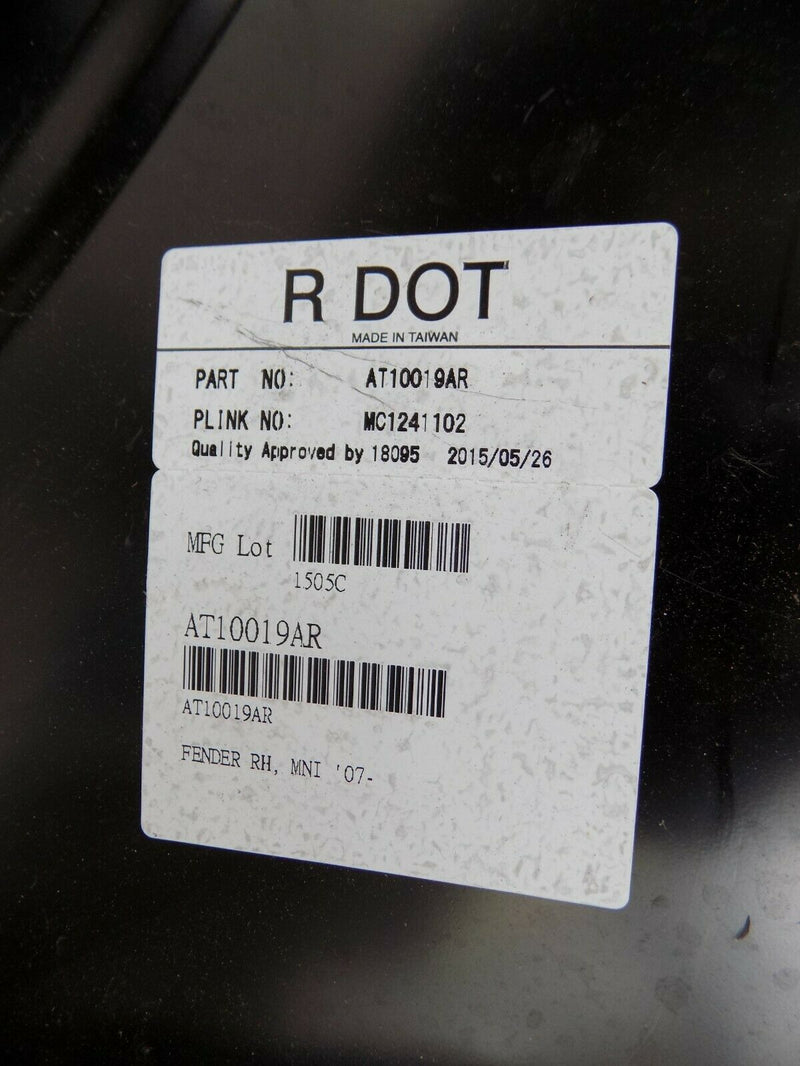 R DOT
MADE IN TAIWAN
PART NO: AT10019AR
PLINK NO: MC1241102
Quality Approved by 18095 2015/05/26
MFG Lot
1505C
AT10019AR
AT10019AR
FENDER RH, MNI '07-